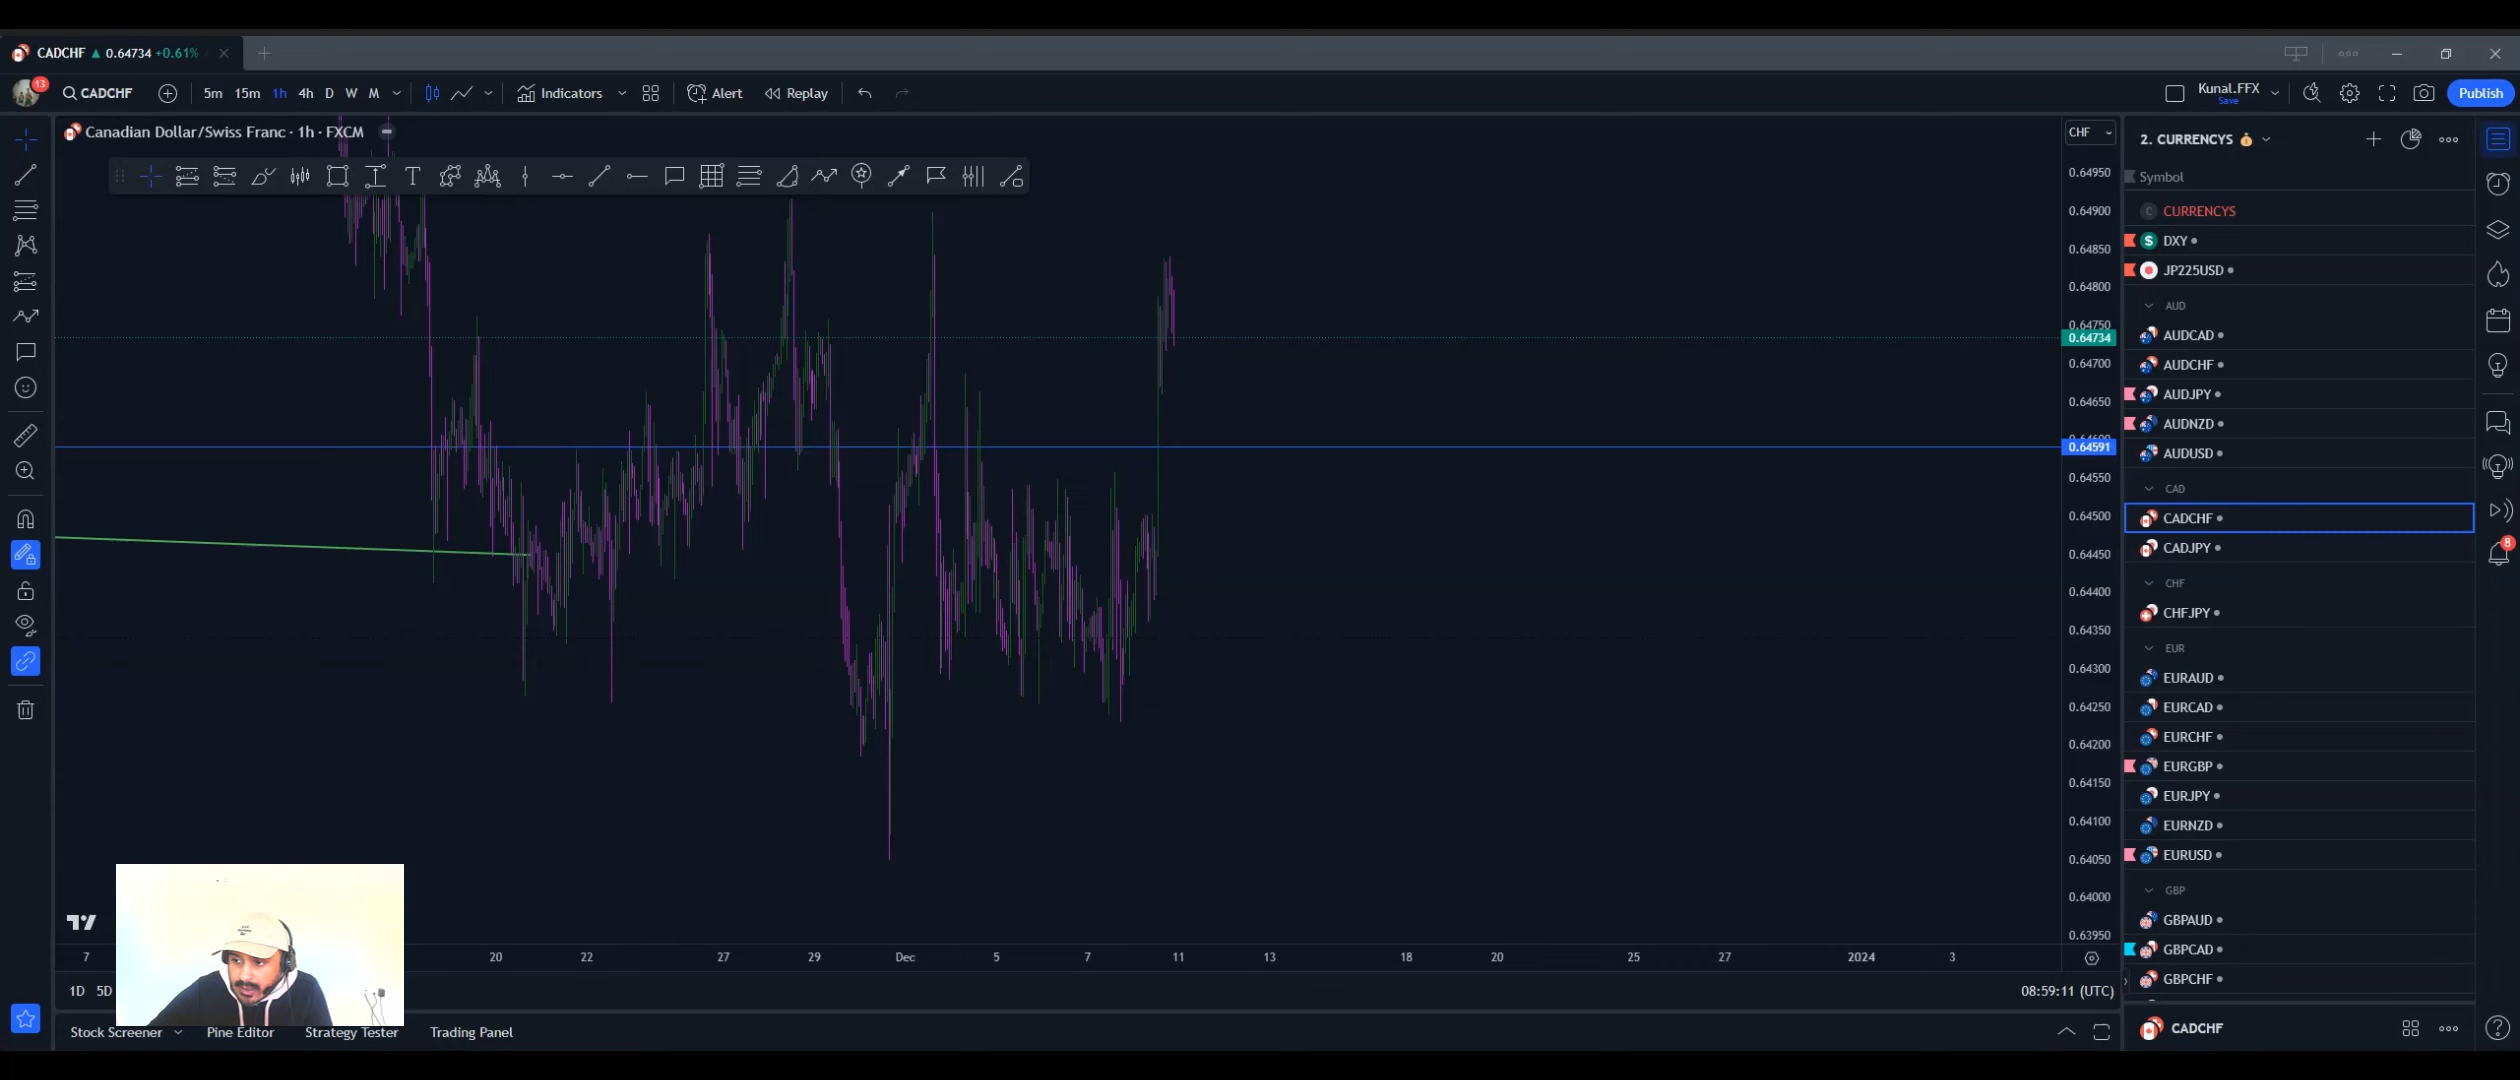 CADCHF ▲ 0.64734 +0.61%
13
CADCHF
5m 15m 1h 4h D W M
Indicators
Alert
Replay
Kunal.FFX
Save
Publish
Canadian Dollar/Swiss Franc · 1h · FXCM
CHF
0.64950
0.64900
0.64850
0.64800
0.64750
0.64734
0.64700
0.64650
0.64600
0.64591
0.64550
0.64500
0.64450
0.64400
0.64350
0.64300
0.64250
0.64200
0.64150
0.64100
0.64050
0.64000
0.63950
7 20 22 27 29 Dec 5 7 11 13 18 20 25 27 2024 3
1D 5D
08:59:11 (UTC)
Stock Screener
Pine Editor
Strategy Tester
Trading Panel
2. CURRENCYS
Symbol
C CURRENCYS
$ DXY
JP225USD
AUD
AUDCAD
AUDCHF
AUDJPY
AUDNZD
AUDUSD
CAD
CADCHF
CADJPY
CHF
CHFJPY
EUR
EURAUD
EURCAD
EURCHF
EURGBP
EURJPY
EURNZD
EURUSD
GBP
GBPAUD
GBPCAD
GBPCHF
CADCHF
8